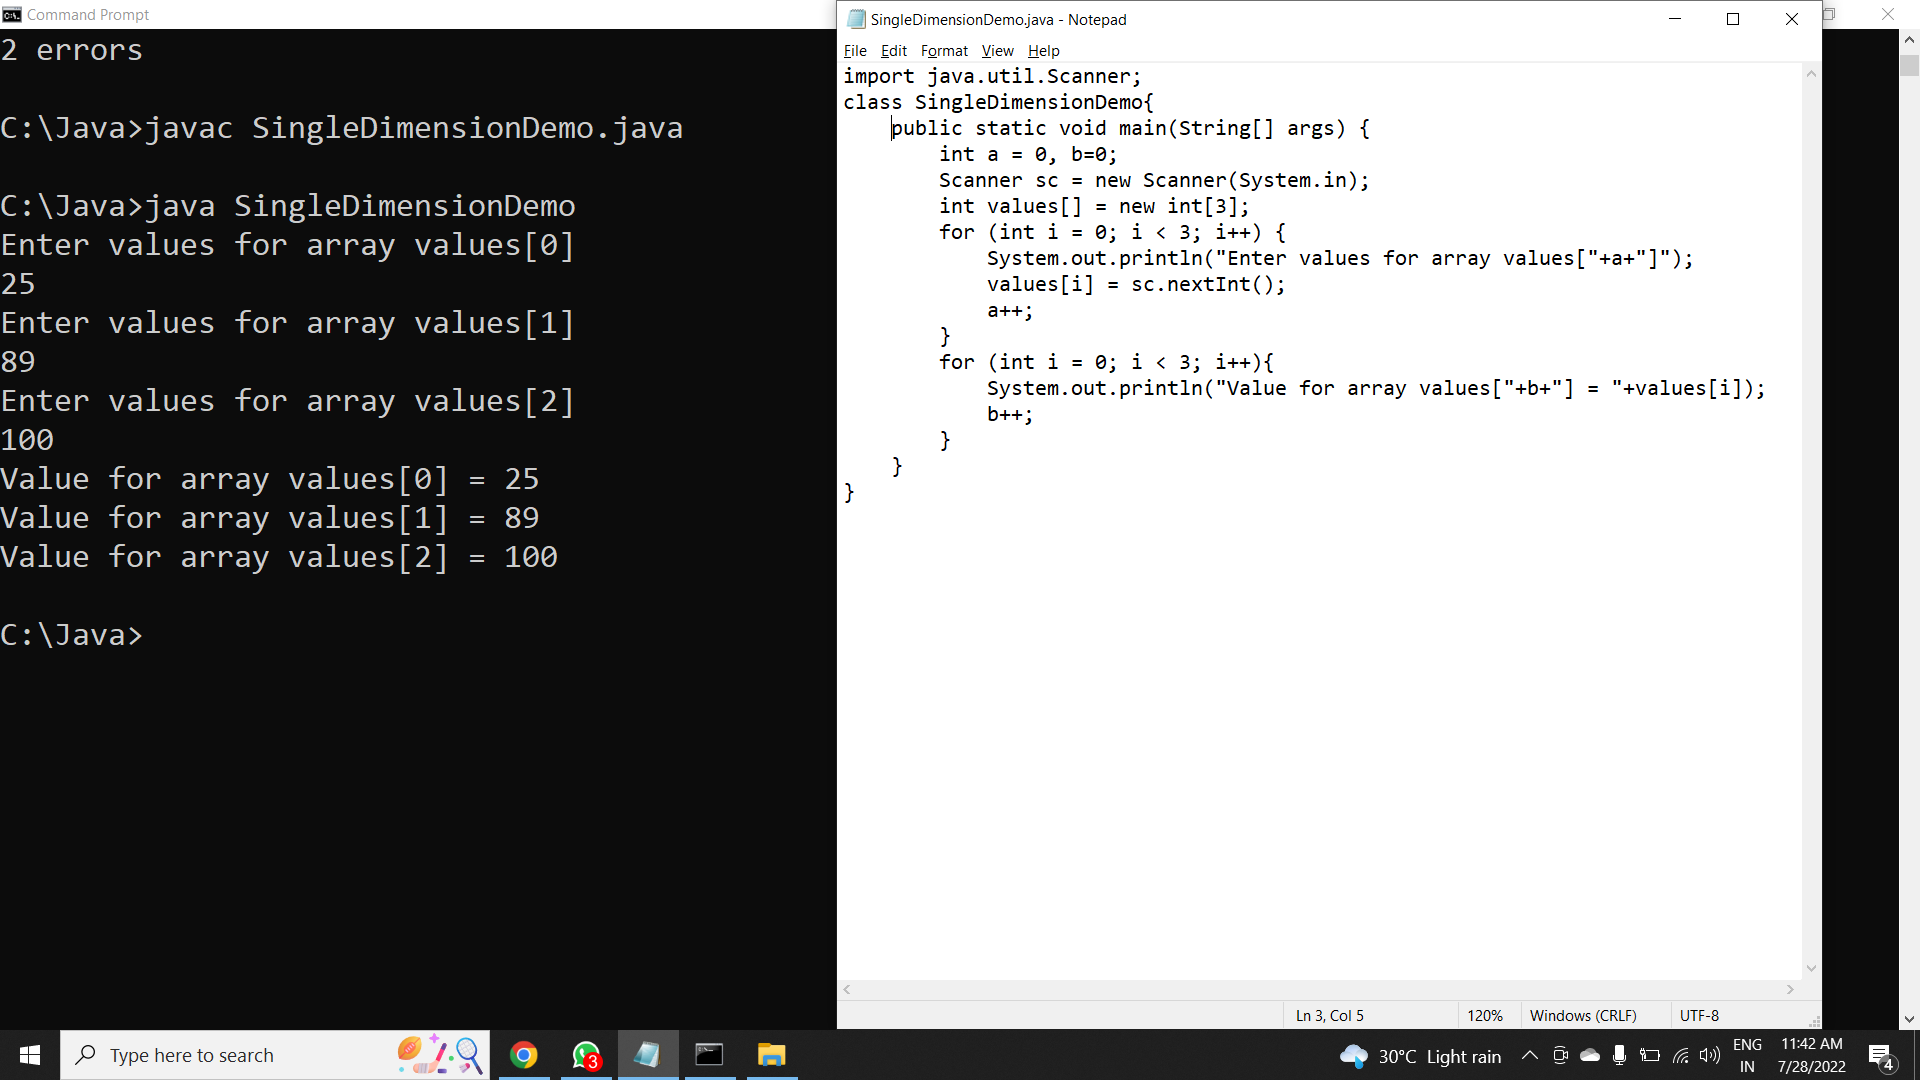 Command Prompt
2 errors
C:\Java>javac SingleDimensionDemo.java
C:\Java>java SingleDimensionDemo
Enter values for array values[0]
25
Enter values for array values[1]
89
Enter values for array values[2]
100
Value for array values[0] = 25
Value for array values[1] = 89
Value for array values[2] = 100
C:\Java>
SingleDimensionDemo.java - Notepad
File Edit Format View Help
import java.util.Scanner;
class SingleDimensionDemo{
    public static void main(String[] args) {
        int a = 0, b=0;
        Scanner sc = new Scanner(System.in);
        int values[] = new int[3];
        for (int i = 0; i < 3; i++) {
            System.out.println("Enter values for array values["+a+"]");
            values[i] = sc.nextInt();
            a++;
        }
        for (int i = 0; i < 3; i++){
            System.out.println("Value for array values["+b+"] = "+values[i]);
            b++;
        }
    }
}
Ln 3, Col 5 120% Windows (CRLF) UTF-8
Type here to search
3
30°C Light rain
ENG
IN
11:42 AM
7/28/2022
4